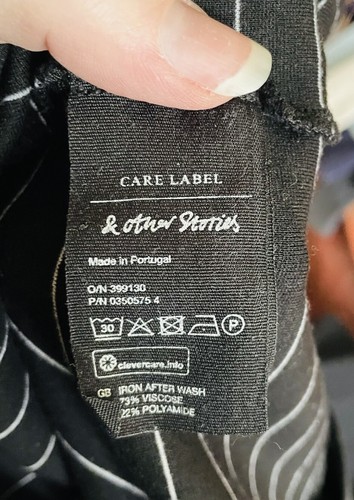 CARE LABEL
& other Stories
Made in Portugal
O/N 399130
P/N 0350575 4
30 P
clevercare.info
GB IRON AFTER WASH
79% VISCOSE
22% POLYAMIDE